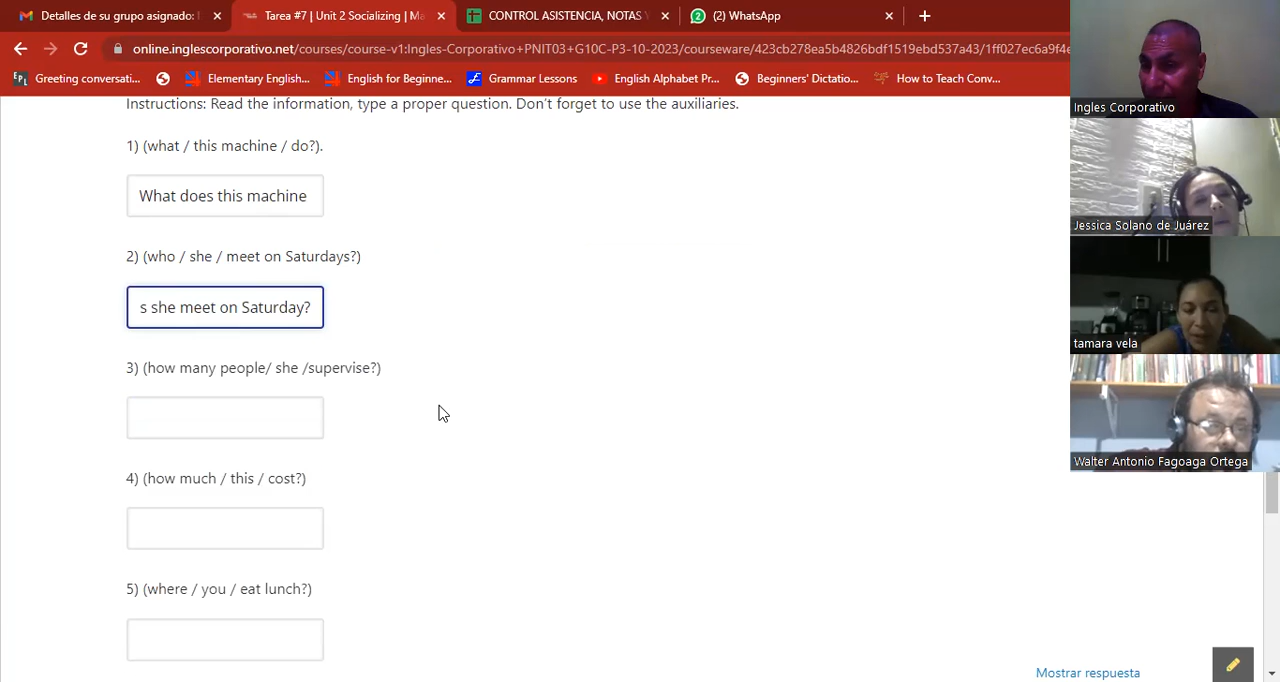 Detalles de su grupo asignado:
Tarea #7 | Unit 2 Socializing | Ma
CONTROL ASISTENCIA, NOTAS
(2) WhatsApp
online.inglescorporativo.net/courses/course-v1:Ingles-Corporativo+PNIT03+G10C-P3-10-2023/courseware/423cb278ea5b4826bdf1519ebd537a43/1ff027ec6a9f4e
Greeting conversati...
Elementary English...
English for Beginne...
Grammar Lessons
English Alphabet Pr...
Beginners' Dictatio...
How to Teach Conv...
Instructions: Read the information, type a proper question. Don't forget to use the auxiliaries.
1) (what / this machine / do?).
What does this machine
2) (who / she / meet on Saturdays?)
s she meet on Saturday?
3) (how many people/ she /supervise?)
4) (how much / this / cost?)
5) (where / you / eat lunch?)
Mostrar respuesta
Ingles Corporativo
Jessica Solano de Juárez
tamara vela
Walter Antonio Fagoaga Ortega